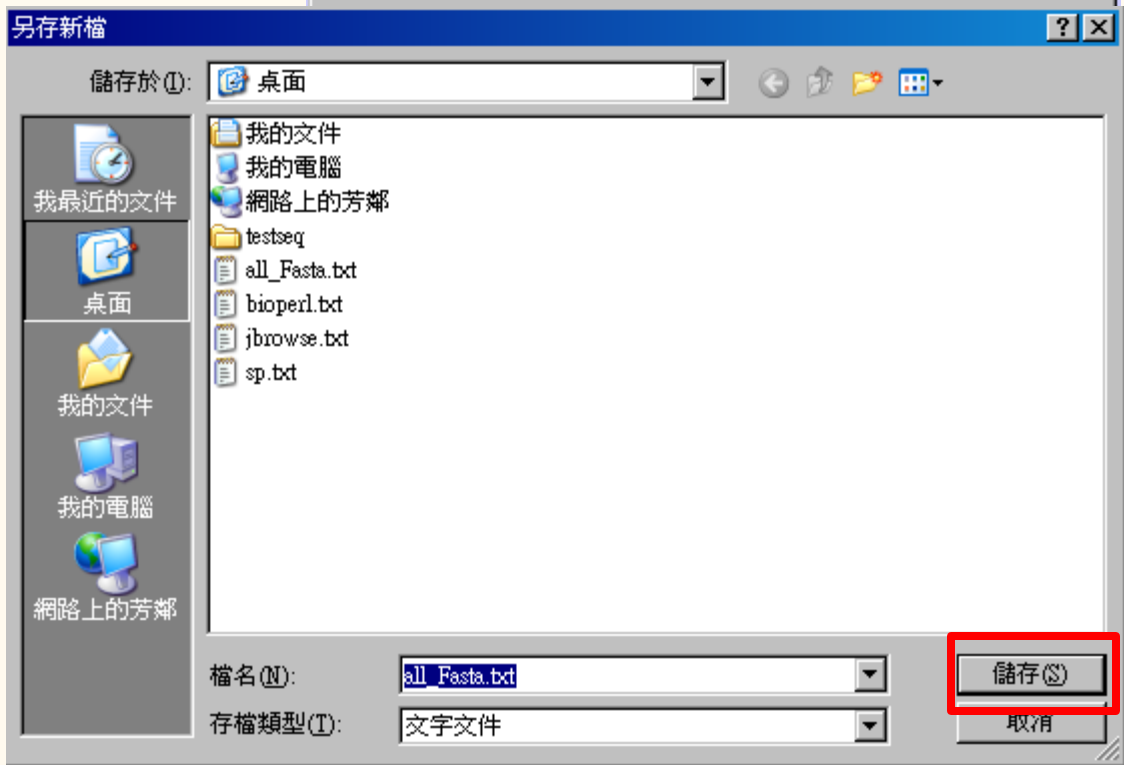 另存新檔
儲存於(I):
桌面
我最近的文件
桌面
我的文件
我的電腦
網路上的芳鄰
我的文件
我的電腦
網路上的芳鄰
testseq
all_Fasta.txt
bioperl.txt
jbrowse.txt
sp.txt
檔名(N):
all_Fasta.txt
儲存(S)
存檔類型(T):
文字文件
取消